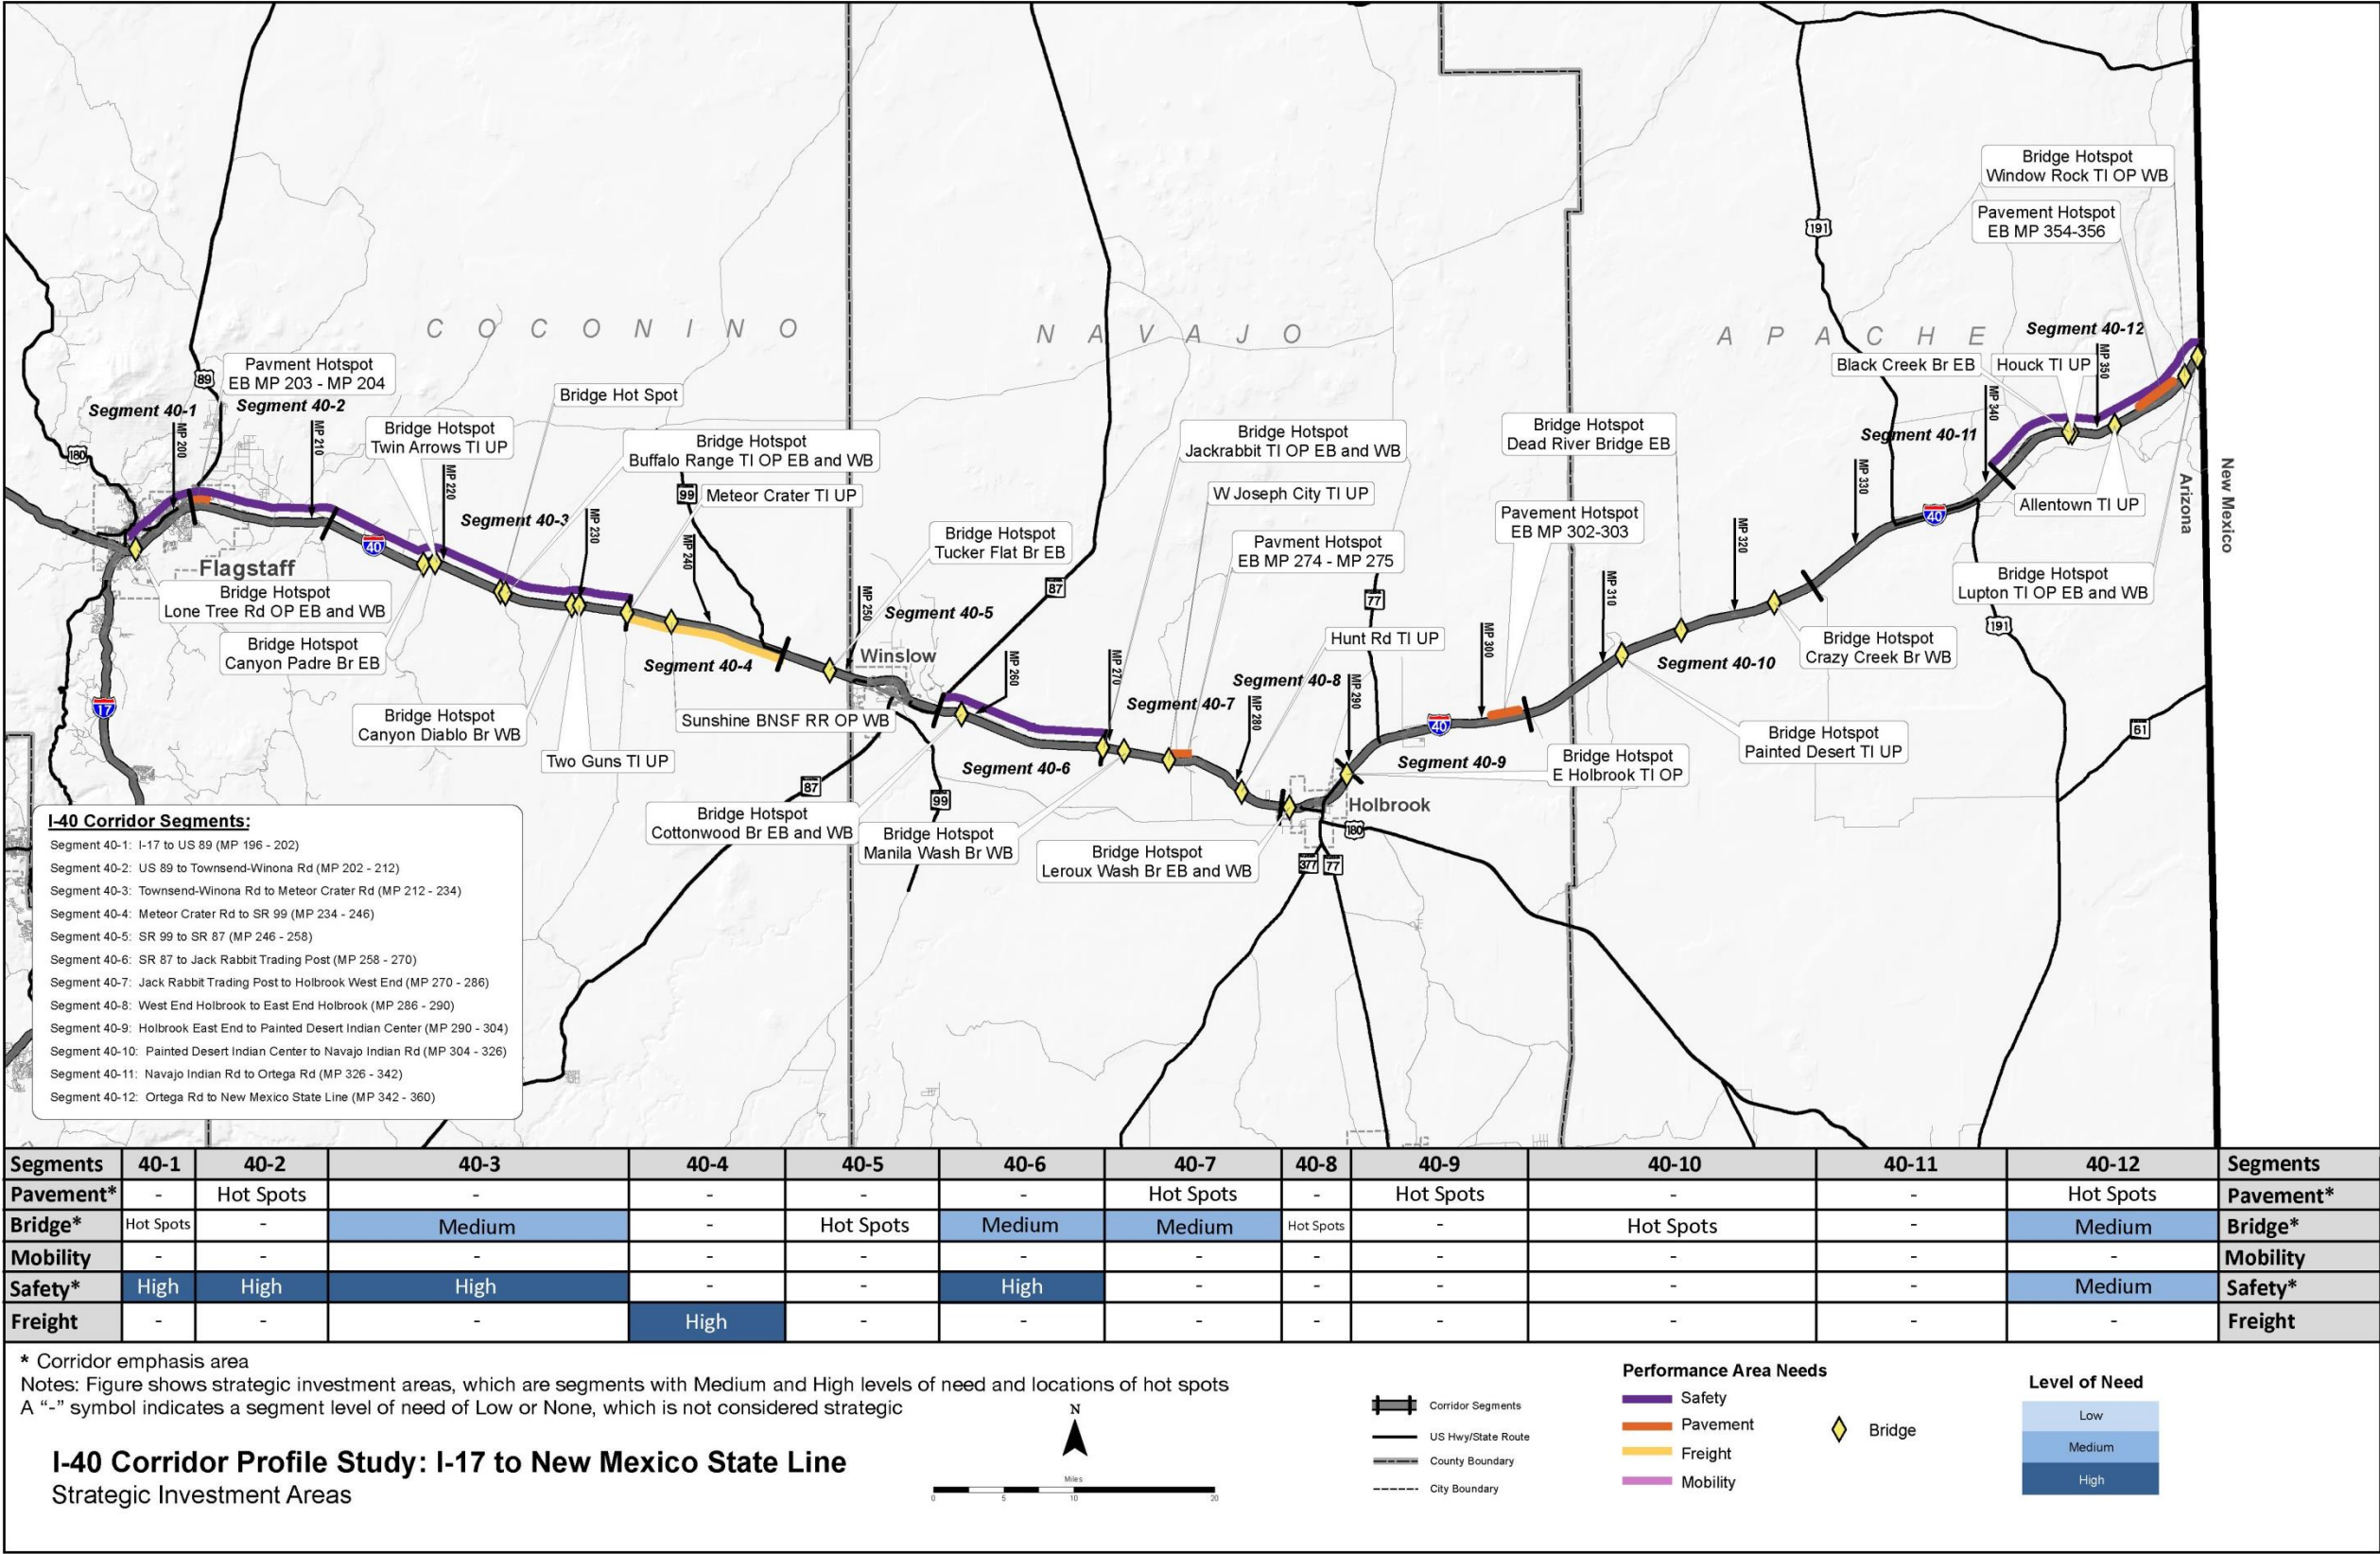 Bridge Hotspot
Window Rock TI OP WB
Pavement Hotspot
EB MP 354-356
191
C O C O N I N O
N A V A J O
A P A C H E
Segment 40-12
Black Creek Br EB
Houck TI UP
MP 350
MP 340
Segment 40-11
Allentown TI UP
New Mexico
Arizona
Pavment Hotspot
EB MP 203 - MP 204
89
Segment 40-1
Segment 40-2
MP 200
MP 210
180
Bridge Hot Spot
Bridge Hotspot
Twin Arrows TI UP
MP 220
Segment 40-3
MP 230
Bridge Hotspot
Buffalo Range TI OP EB and WB
99
Meteor Crater TI UP
MP 240
40
Flagstaff
Bridge Hotspot
Lone Tree Rd OP EB and WB
Bridge Hotspot
Canyon Padre Br EB
17
Bridge Hotspot
Canyon Diablo Br WB
Two Guns TI UP
Segment 40-4
Sunshine BNSF RR OP WB
MP 250
Bridge Hotspot
Tucker Flat Br EB
Segment 40-5
Winslow
87
MP 260
MP 270
Segment 40-6
87
99
Bridge Hotspot
Cottonwood Br EB and WB
Bridge Hotspot
Manila Wash Br WB
Bridge Hotspot
Jackrabbit TI OP EB and WB
W Joseph City TI UP
Pavment Hotspot
EB MP 274 - MP 275
77
Hunt Rd TI UP
Segment 40-7
Segment 40-8
MP 280
MP 290
Bridge Hotspot
Leroux Wash Br EB and WB
Holbrook
180
377
77
Bridge Hotspot
Dead River Bridge EB
Pavement Hotspot
EB MP 302-303
MP 300
40
Segment 40-9
Bridge Hotspot
E Holbrook TI OP
MP 310
MP 320
MP 330
40
Segment 40-10
Bridge Hotspot
Painted Desert TI UP
Bridge Hotspot
Crazy Creek Br WB
Bridge Hotspot
Lupton TI OP EB and WB
191
61
I-40 Corridor Segments:
Segment 40-1: I-17 to US 89 (MP 196 - 202)
Segment 40-2: US 89 to Townsend-Winona Rd (MP 202 - 212)
Segment 40-3: Townsend-Winona Rd to Meteor Crater Rd (MP 212 - 234)
Segment 40-4: Meteor Crater Rd to SR 99 (MP 234 - 246)
Segment 40-5: SR 99 to SR 87 (MP 246 - 258)
Segment 40-6: SR 87 to Jack Rabbit Trading Post (MP 258 - 270)
Segment 40-7: Jack Rabbit Trading Post to Holbrook West End (MP 270 - 286)
Segment 40-8: West End Holbrook to East End Holbrook (MP 286 - 290)
Segment 40-9: Holbrook East End to Painted Desert Indian Center (MP 290 - 304)
Segment 40-10: Painted Desert Indian Center to Navajo Indian Rd (MP 304 - 326)
Segment 40-11: Navajo Indian Rd to Ortega Rd (MP 326 - 342)
Segment 40-12: Ortega Rd to New Mexico State Line (MP 342 - 360)
Segments 40-1 40-2 40-3 40-4 40-5 40-6 40-7 40-8 40-9 40-10 40-11 40-12 Segments
Pavement* - Hot Spots - - - - Hot Spots - Hot Spots - - Hot Spots Pavement*
Bridge* Hot Spots - Medium - Hot Spots Medium Medium Hot Spots - Hot Spots - Medium Bridge*
Mobility - - - - - - - - - - - - Mobility
Safety* High High High - - High - - - - - Medium Safety*
Freight - - - High - - - - - - - - Freight
* Corridor emphasis area
Notes: Figure shows strategic investment areas, which are segments with Medium and High levels of need and locations of hot spots
A “-” symbol indicates a segment level of need of Low or None, which is not considered strategic
I-40 Corridor Profile Study: I-17 to New Mexico State Line
Strategic Investment Areas
N
Miles
0 5 10 20
Corridor Segments
US Hwy/State Route
County Boundary
City Boundary
Performance Area Needs
Safety
Pavement
Freight
Mobility
Bridge
Level of Need
Low
Medium
High